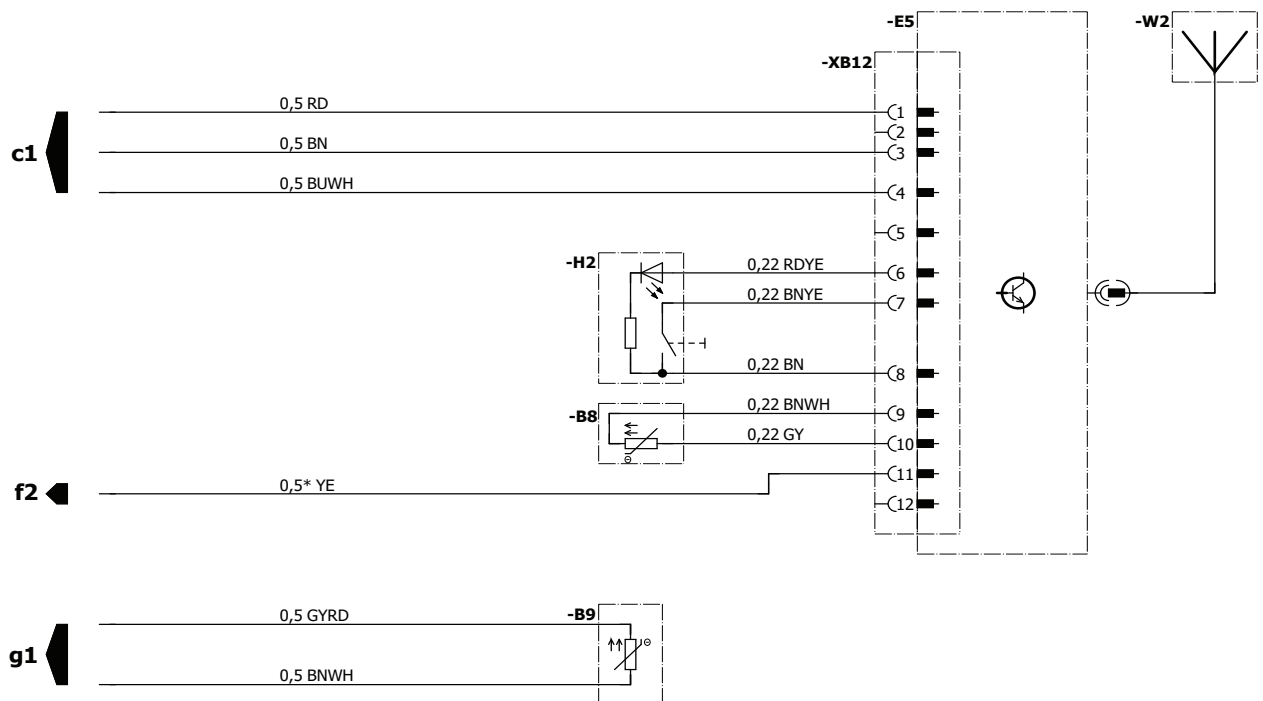 -E5
-W2
-XB12
c1
0,5 RD
0,5 BN
0,5 BUWH
1
2
3
4
5
-H2
0,22 RDYE
0,22 BNYE
0,22 BN
6
7
8
-B8
0,22 BNWH
0,22 GY
9
10
11
12
f2
0,5* YE
g1
0,5 GYRD
0,5 BNWH
-B9